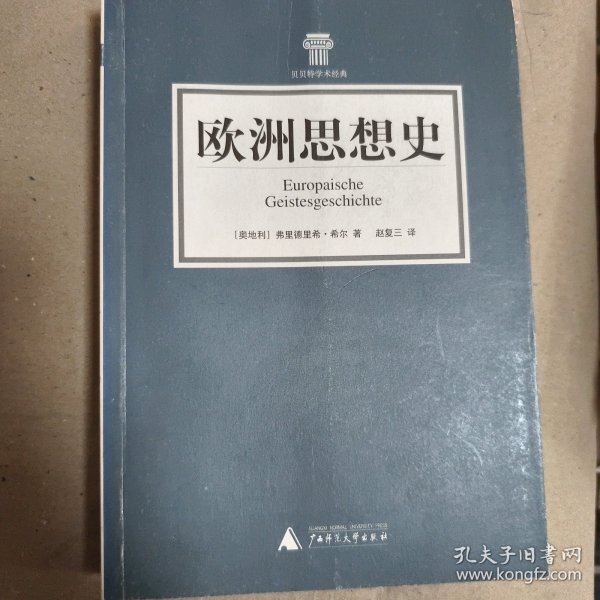 贝贝特学术经典
欧洲思想史
Europaische
Geistesgeschichte
[奥地利] 弗里德里希·希尔 著 赵复三 译
GUANGXI NORMAL UNIVERSITY PRESS
广西师范大学出版社
孔夫子旧书网
www.kongfz.com